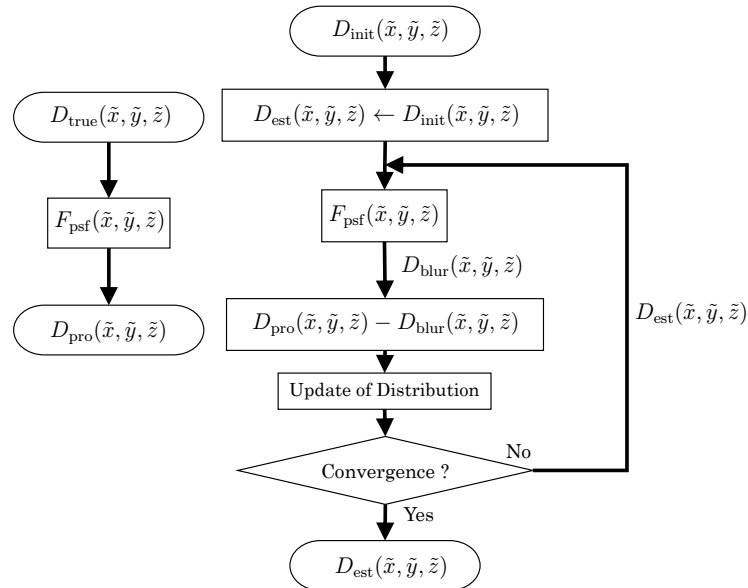 D_init(x̃, ỹ, z̃)
D_true(x̃, ỹ, z̃)
D_est(x̃, ỹ, z̃) ← D_init(x̃, ỹ, z̃)
F_psf(x̃, ỹ, z̃)
F_psf(x̃, ỹ, z̃)
D_blur(x̃, ỹ, z̃)
D_pro(x̃, ỹ, z̃)
D_pro(x̃, ỹ, z̃) − D_blur(x̃, ỹ, z̃)
D_est(x̃, ỹ, z̃)
Update of Distribution
No
Convergence ?
Yes
D_est(x̃, ỹ, z̃)